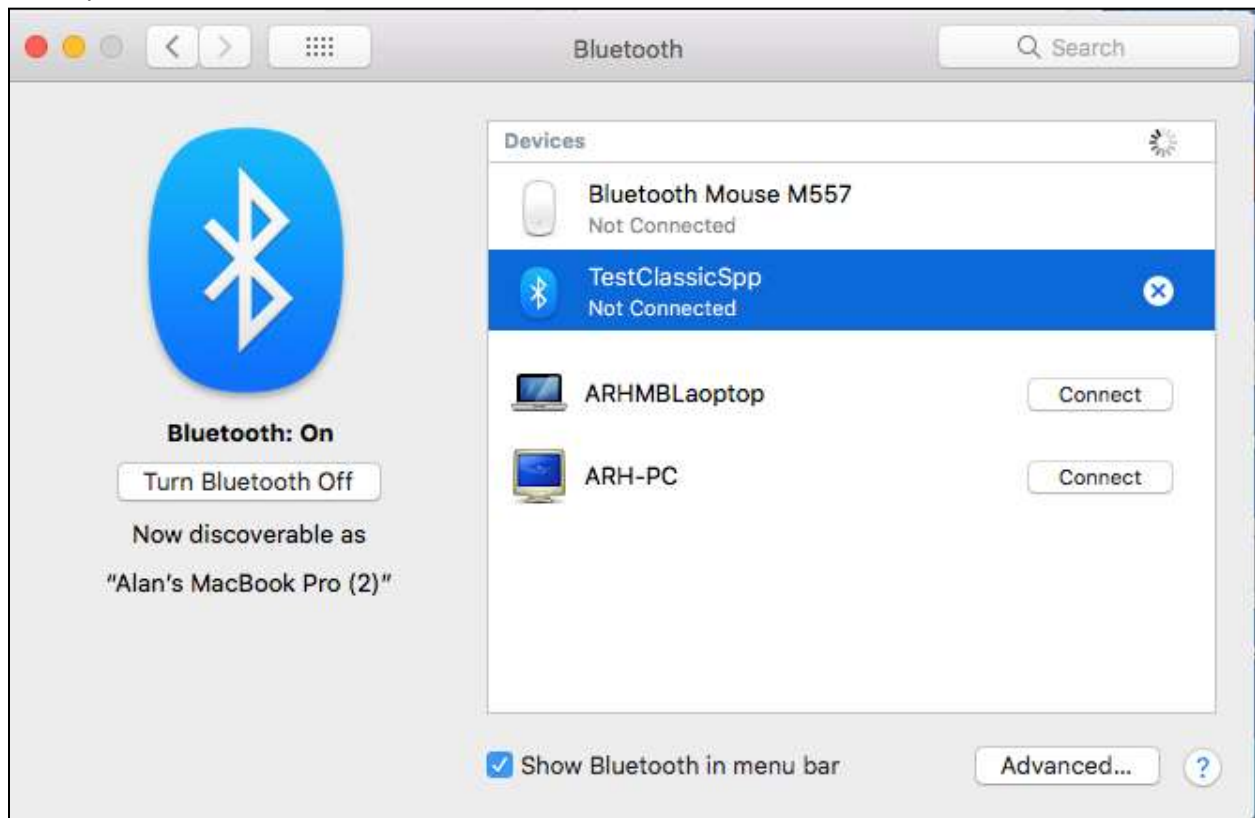 Bluetooth
Search
Devices
Bluetooth Mouse M557
Not Connected
TestClassicSpp
Not Connected
ARHMBLaoptop
Connect
ARH-PC
Connect
Bluetooth: On
Turn Bluetooth Off
Now discoverable as
"Alan's MacBook Pro (2)"
Show Bluetooth in menu bar
Advanced...
?